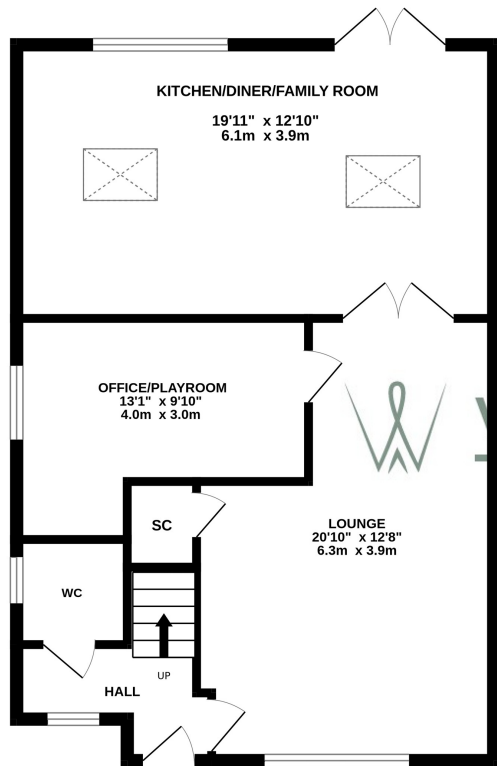 KITCHEN/DINER/FAMILY ROOM
19'11" x 12'10"
6.1m x 3.9m
OFFICE/PLAYROOM
13'1" x 9'10"
4.0m x 3.0m
SC
LOUNGE
20'10" x 12'8"
6.3m x 3.9m
WC
UP
HALL